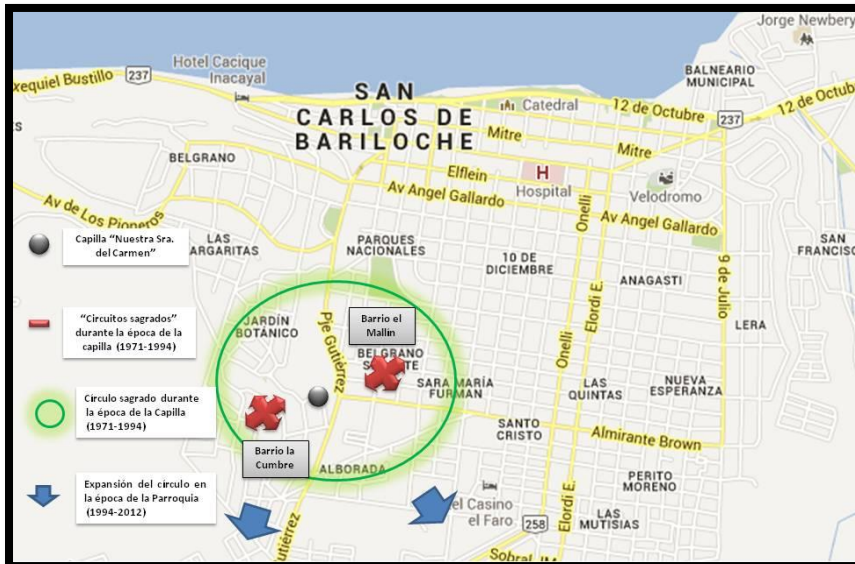 Jorge Newbery
Hotel Cacique
Inacayal
xequiel Bustillo
237
BALNEARIO
MUNICIPAL
SAN
CARLOS DE
BARILOCHE
Catedral
12 de Octubre
12 de Octubre
237
Mitre
Mitre
BELGRANO
Elflein
H
Hospital
Velodromo
Av Angel Gallardo
Av Angel Gallardo
Av de Los Pioneros
Onelli
LAS
ARGARITAS
PARQUES
NACIONALES
10 DE
DICIEMBRE
ANAGASTI
SAN
FRANCISCO
9 de Julio
Elordi E.
LERA
Capilla “Nuestra Sra.
del Carmen”
“Circuitos sagrados”
durante la época de la
capilla (1971-1994)
Círculo sagrado durante
la época de la Capilla
(1971-1994)
Expansión del círculo en
la época de la Parroquia
(1994-2012)
JARDÍN
BOTÁNICO
Pje Gutiérrez
Barrio el
Mallín
BELGRANO
SARA MARÍA
FURMAN
Onelli
LAS
QUINTAS
NUEVA
ESPERANZA
SANTO
CRISTO
Almirante Brown
Barrio la
Cumbre
ALBORADA
PERITO
MORENO
el Casino
el Faro
258
Elordi E.
LAS
MUTISIAS
utiérrez
Sobral, JM